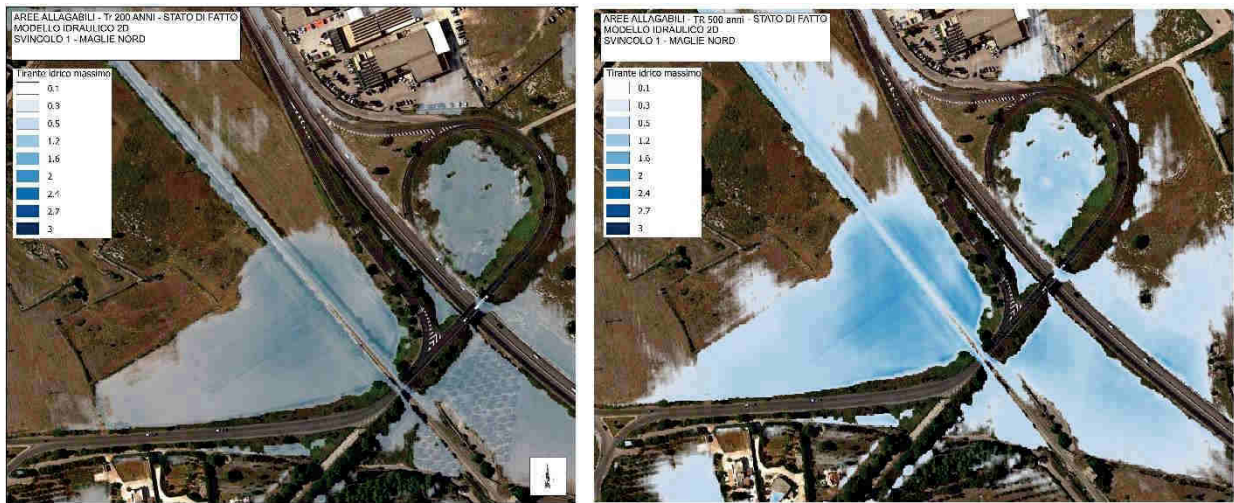 AREE ALLAGABILI - Tr 200 ANNI - STATO DI FATTO
MODELLO IDRAULICO 2D
SVINCOLO 1 - MAGLIE NORD
Tirante idrico massimo
0.1
0.3
0.5
1.2
1.6
2
2.4
2.7
3
AREE ALLAGABILI - TR 500 anni - STATO DI FATTO
MODELLO IDRAULICO 2D
SVINCOLO 1 - MAGLIE NORD
Tirante idrico massimo
0.1
0.3
0.5
1.2
1.6
2
2.4
2.7
3